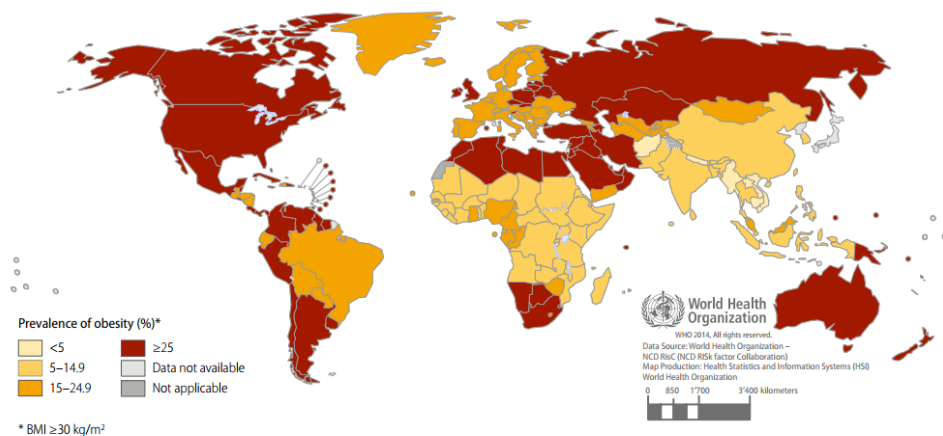 Prevalence of obesity (%)*
<5
5–14.9
15–24.9
≥25
Data not available
Not applicable
* BMI ≥30 kg/m²
World Health
Organization
WHO 2014, All rights reserved.
Data Source: World Health Organization –
NCD RisC (NCD RISk factor Collaboration)
Map Production: Health Statistics and Information Systems (HSI)
World Health Organization
0 850 1'700 3'400 kilometers